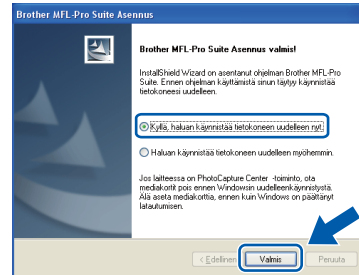 Brother MFL-Pro Suite Asennus
Brother MFL-Pro Suite Asennus valmis!
InstallShield Wizard on asentanut ohjelman Brother MFL-Pro
Suite. Ennen ohjelman käyttämistä sinun täytyy käynnistää
tietokoneesi uudelleen.
Kyllä, haluan käynnistää tietokoneen uudelleen nyt.
Haluan käynnistää tietokoneen uudelleen myöhemmin.
Jos laitteessa on PhotoCapture Center -toiminto, ota
mediakortit pois ennen Windowsin uudelleenkäynnistystä.
Älä aseta mediakorttia, ennen kuin Windows on päättänyt
latautumisen.
< Edellinen
Valmis
Peruuta